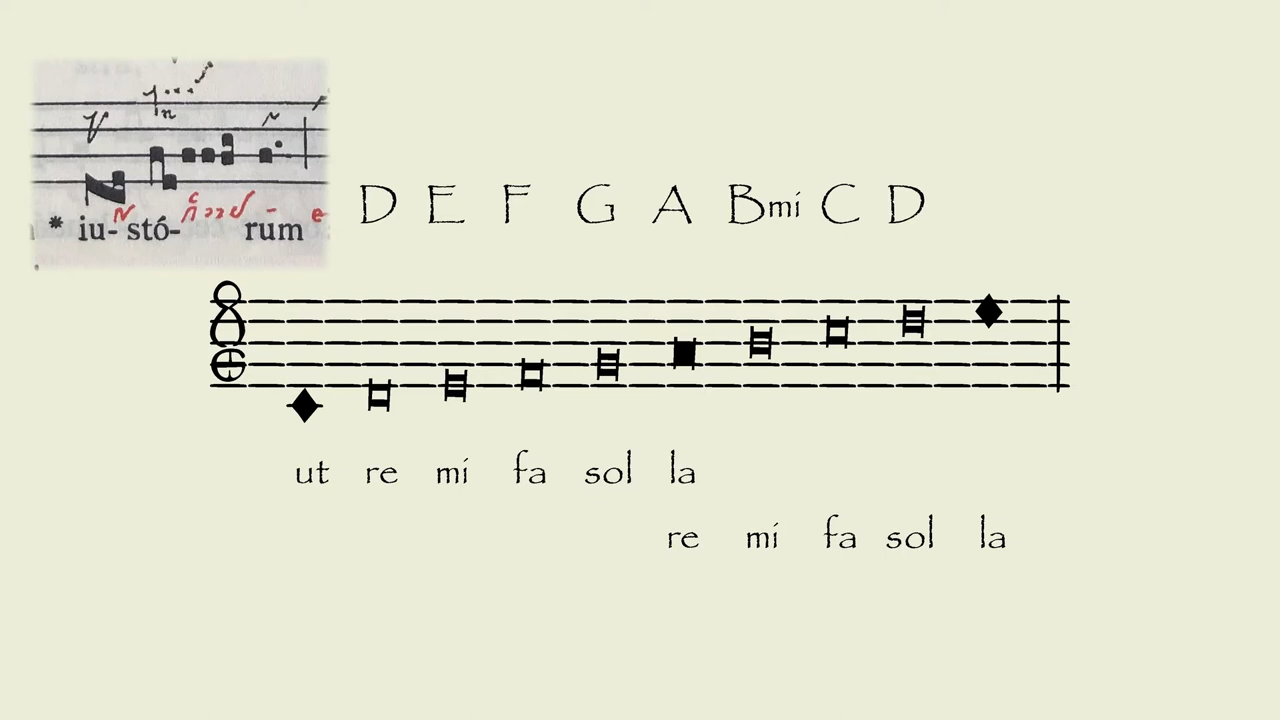 * iu- stó- rum
D E F G A Bmi C D
ut re mi fa sol la
re mi fa sol la